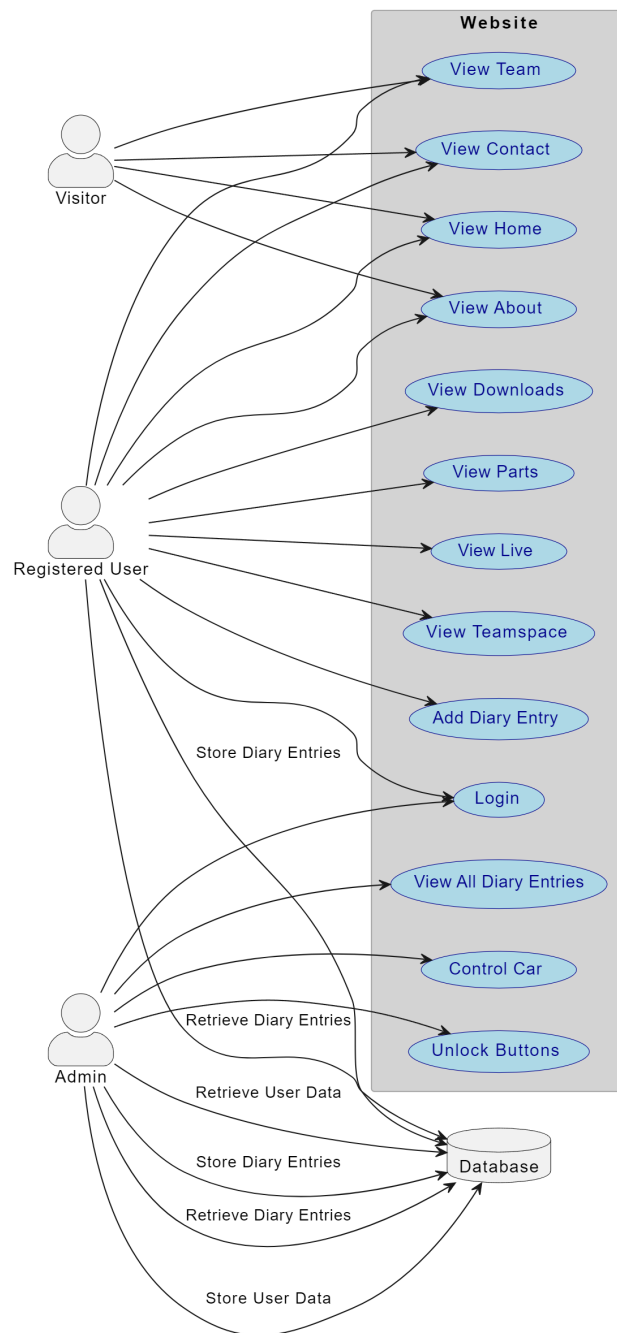 Website
View Team
View Contact
Visitor
View Home
View About
View Downloads
View Parts
View Live
Registered User
View Teamspace
Add Diary Entry
Store Diary Entries
Login
View All Diary Entries
Control Car
Retrieve Diary Entries
Unlock Buttons
Admin
Retrieve User Data
Store Diary Entries
Database
Retrieve Diary Entries
Store User Data